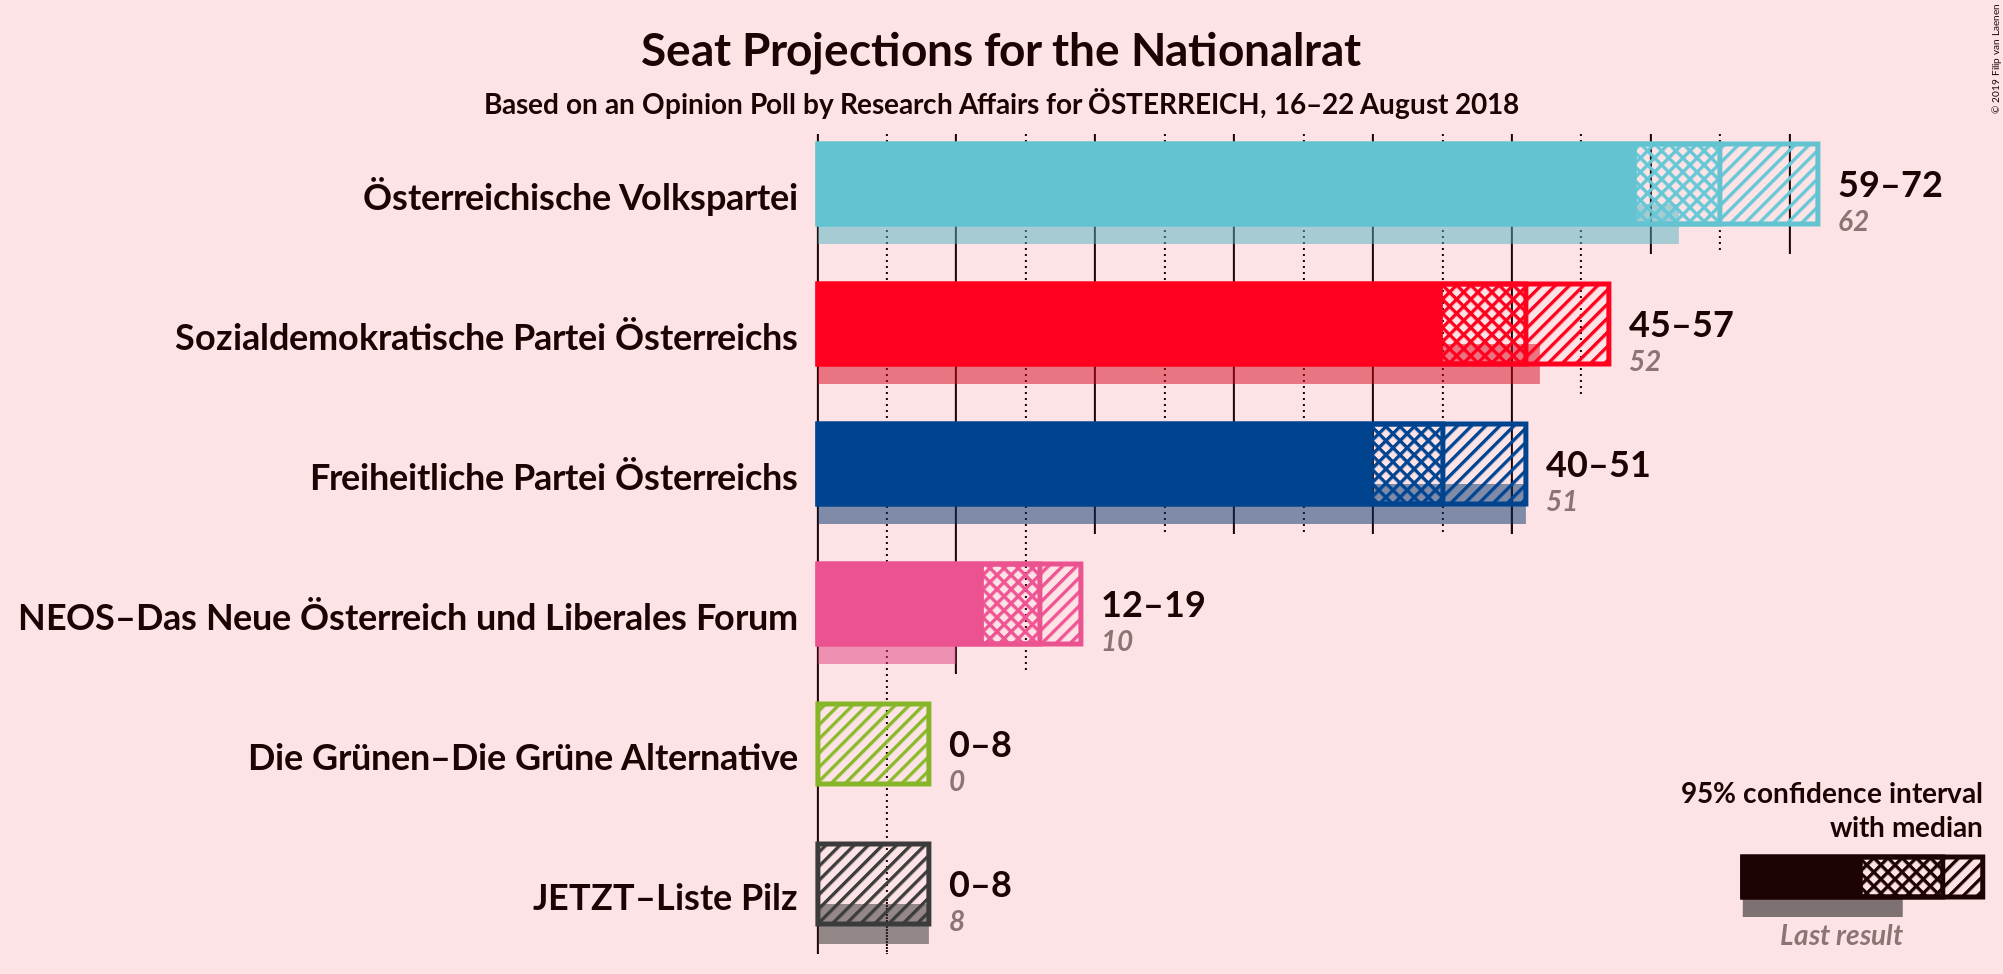 Seat Projections for the Nationalrat
Based on an Opinion Poll by Research Affairs for ÖSTERREICH, 16–22 August 2018
© 2019 Filip van Laenen
Österreichische Volkspartei
59–72
62
Sozialdemokratische Partei Österreichs
45–57
52
Freiheitliche Partei Österreichs
40–51
51
NEOS–Das Neue Österreich und Liberales Forum
12–19
10
Die Grünen–Die Grüne Alternative
0–8
0
JETZT–Liste Pilz
0–8
8
95% confidence interval
with median
Last result